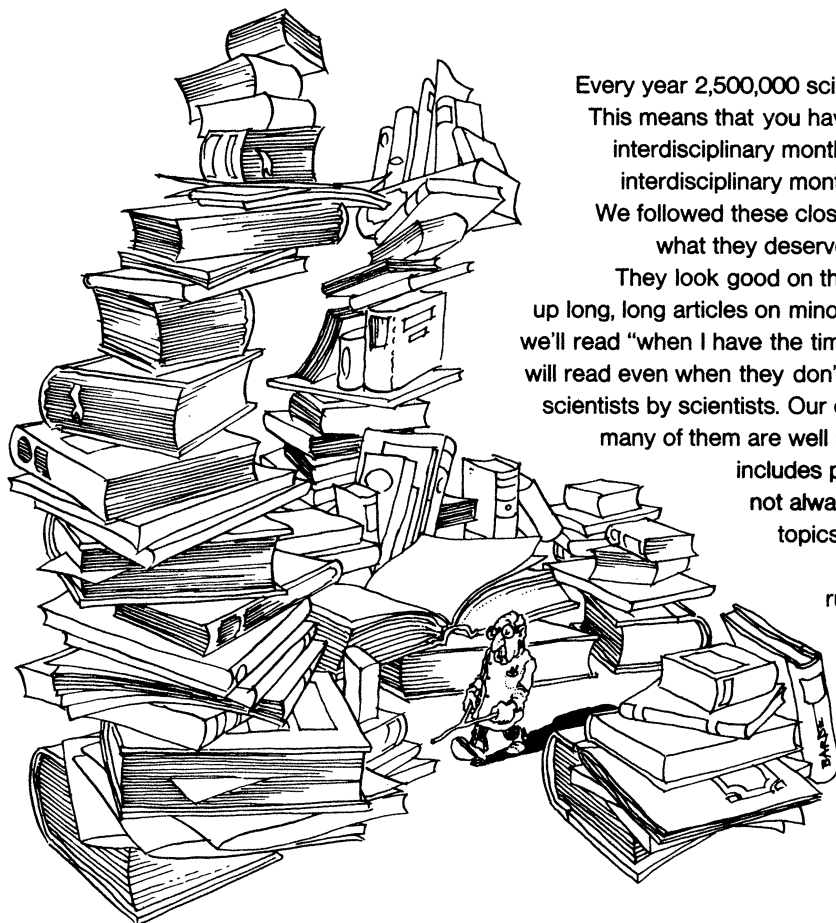 Every year 2,500,000 sci
This means that you hav
interdisciplinary month
interdisciplinary mont
We followed these clos
what they deserve
They look good on th
up long, long articles on mino
we'll read “when I have the tim
will read even when they don’
scientists by scientists. Our e
many of them are well
includes p
not alwa
topics
ru
BARTÁK